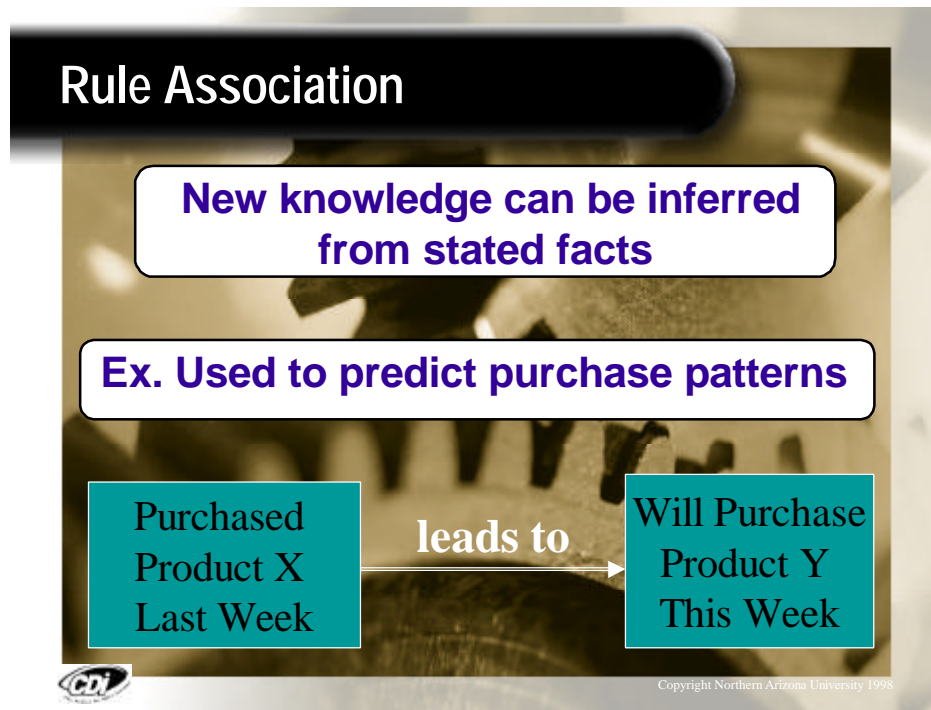 Rule Association
New knowledge can be inferred
from stated facts
Ex. Used to predict purchase patterns
Purchased
Product X
Last Week
leads to
Will Purchase
Product Y
This Week
CDI
Copyright Northern Arizona University 1998